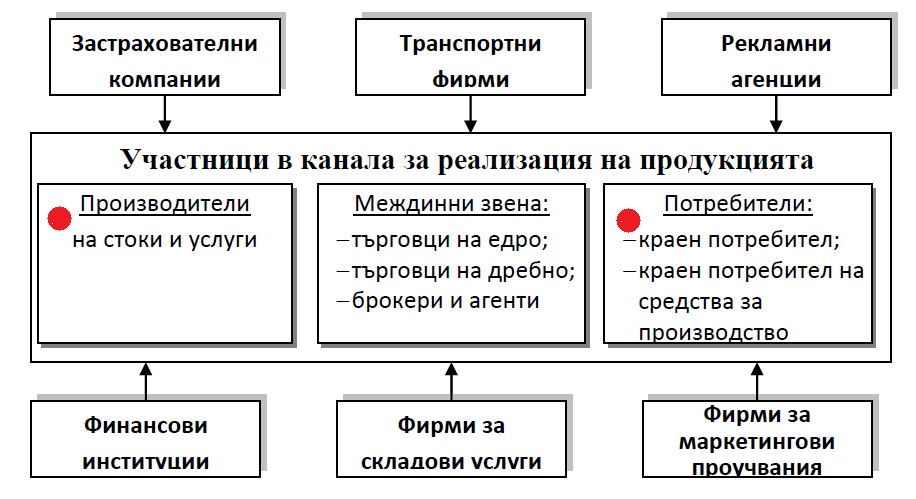 Застрахователни
компании
Транспортни
фирми
Рекламни
агенции
Участници в канала за реализация на продукцията
Производители
на стоки и услуги
Междинни звена:
–търговци на едро;
–търговци на дребно;
–брокери и агенти
Потребители:
–краен потребител;
–краен потребител на
средства за
производство
Финансови
институции
Фирми за
складови услуги
Фирми за
маркетингови
проучвания